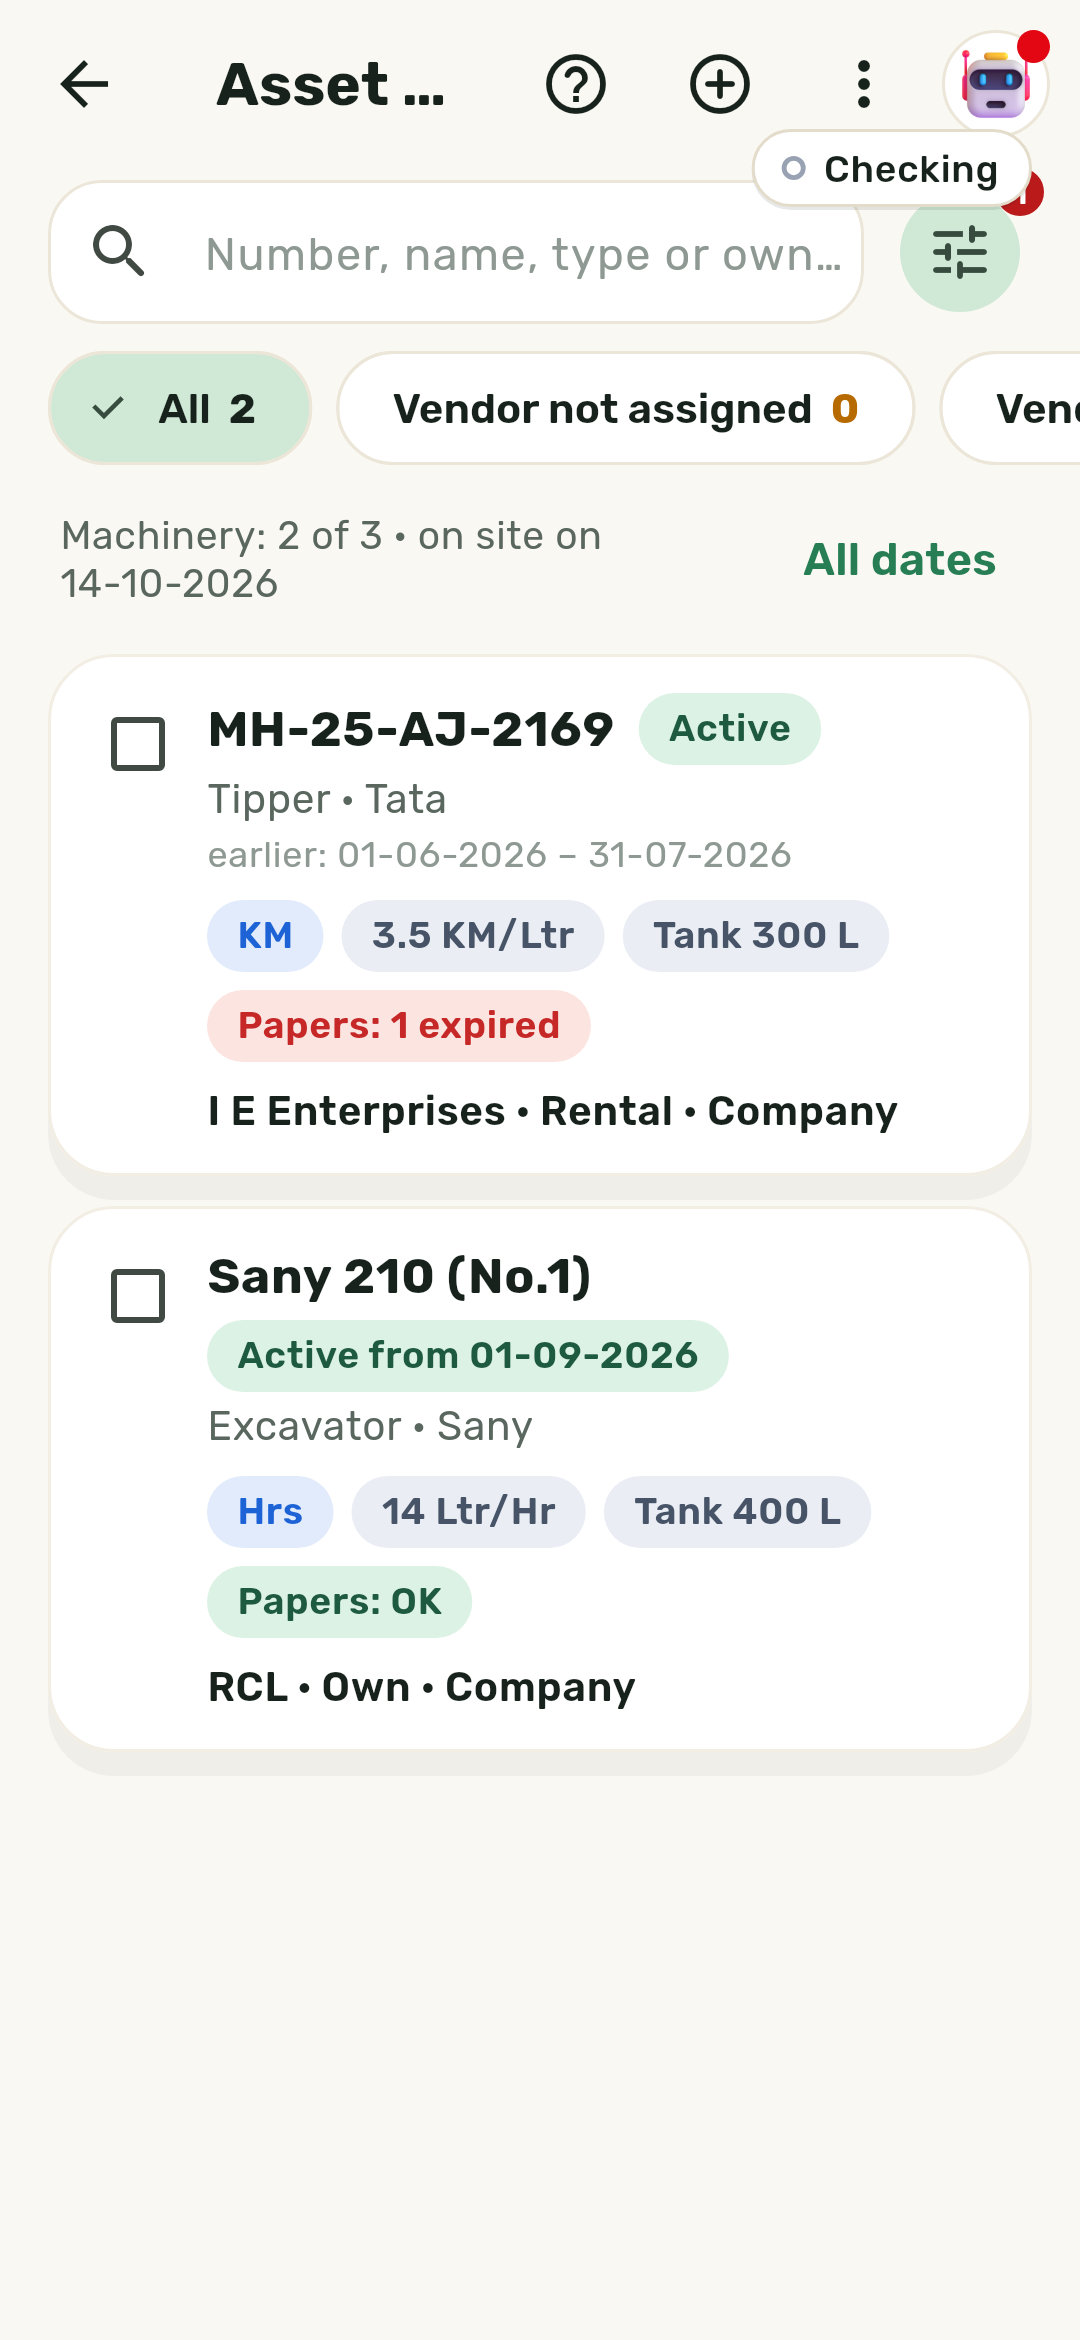 Asset ...
Checking
Number, name, type or own...
All 2
Vendor not assigned 0
Machinery: 2 of 3 • on site on
14-10-2026
All dates
MH-25-AJ-2169
Active
Tipper • Tata
earlier: 01-06-2026 – 31-07-2026
KM
3.5 KM/Ltr
Tank 300 L
Papers: 1 expired
I E Enterprises • Rental • Company
Sany 210 (No.1)
Active from 01-09-2026
Excavator • Sany
Hrs
14 Ltr/Hr
Tank 400 L
Papers: OK
RCL • Own • Company